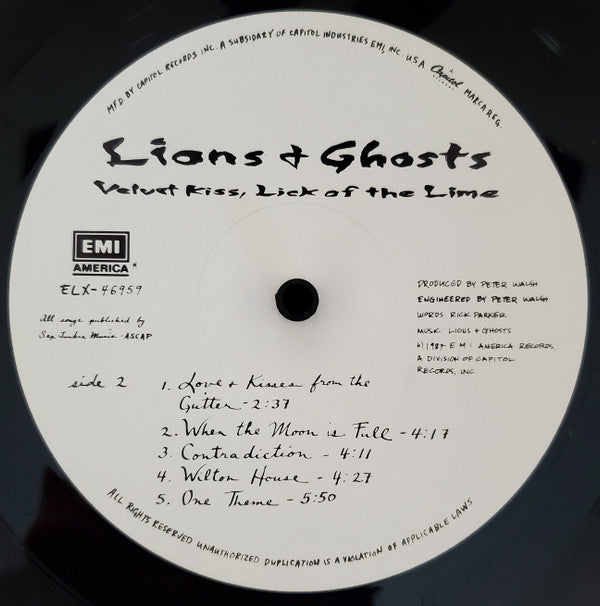 MFD. BY CAPITOL RECORDS, INC. A SUBSIDARY OF CAPITOL INDUSTRIES EMI, INC. U.S.A. Capitol MARCA REG.
Lions + Ghosts
Velvet Kiss, Lick of the Lime
EMI
AMERICA
ELX-46959
All songs published by
Sex Junkie Music - ASCAP
PRODUCED BY PETER WALSH
ENGINEERED BY PETER WALSH
WORDS RICK PARKER
MUSIC: LIONS + GHOSTS
℗ 1987 E M I AMERICA RECORDS,
A DIVISION OF CAPITOL
RECORDS, INC.
side 2
1. Love + Kisses from the
Gutter - 2:37
2. When the Moon is Full - 4:17
3. Contradiction - 4:11
4. Wilton House - 4:27
5. One Theme - 5:50
ALL RIGHTS RESERVED UNAUTHORIZED DUPLICATION IS A VIOLATION OF APPLICABLE LAWS